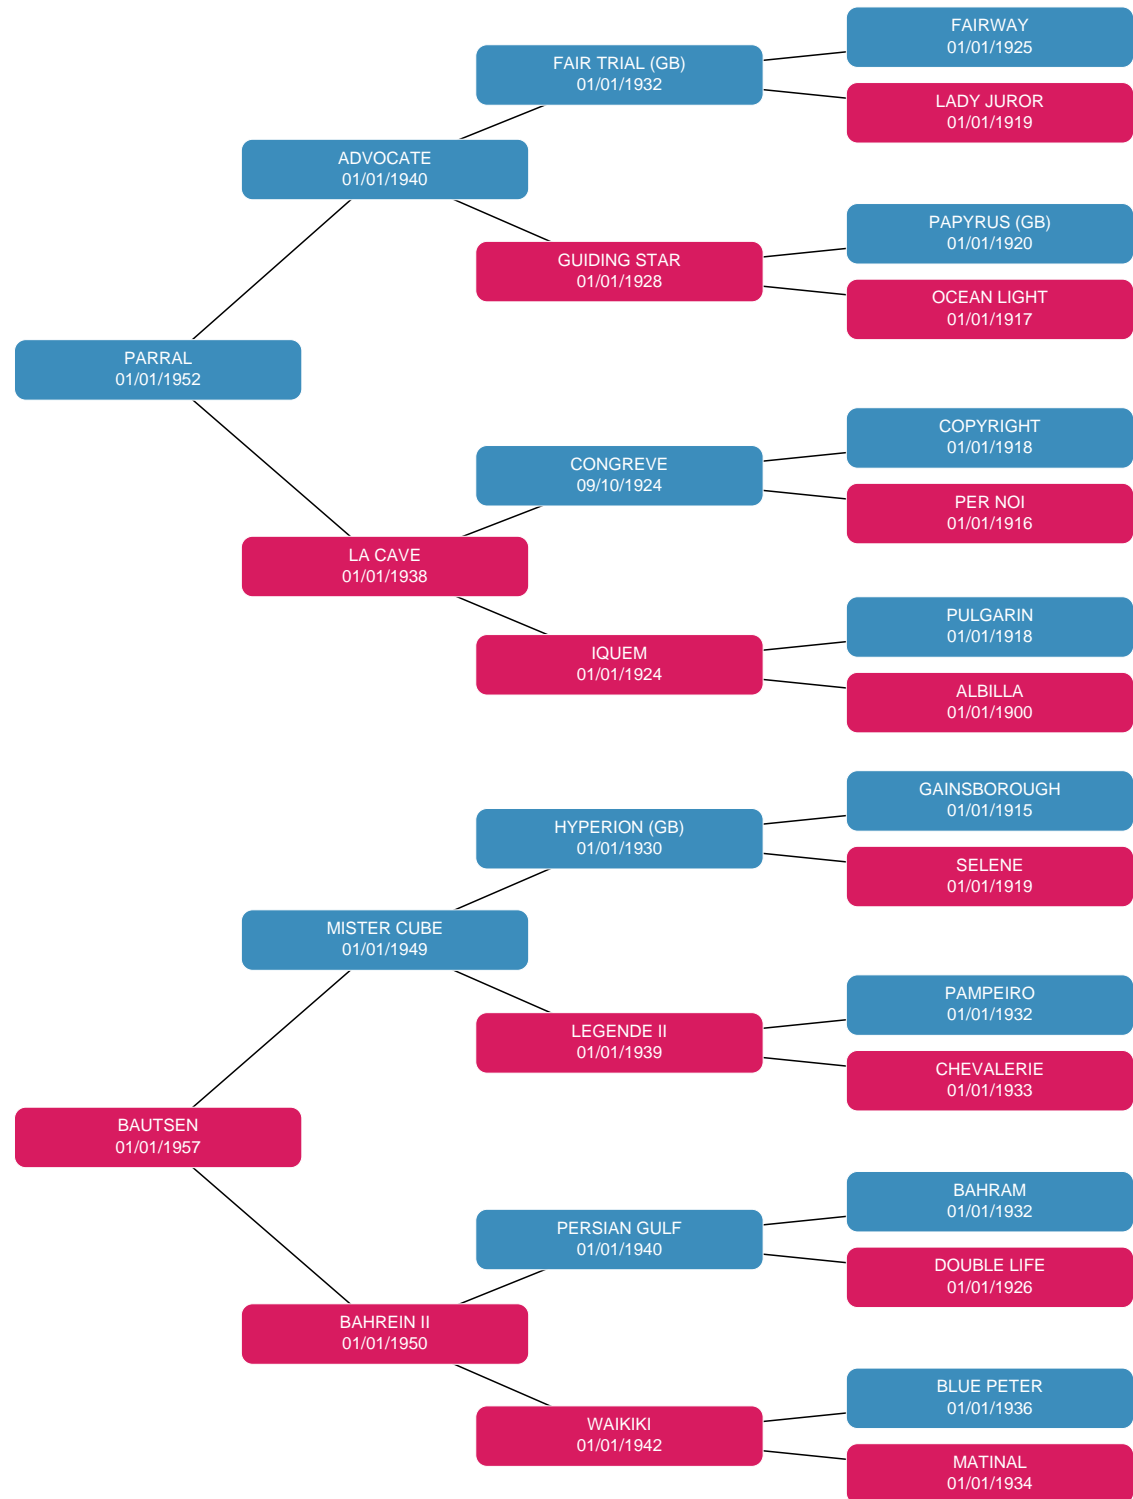 FAIRWAY
01/01/1925
FAIR TRIAL (GB)
01/01/1932
LADY JUROR
01/01/1919
ADVOCATE
01/01/1940
PAPYRUS (GB)
01/01/1920
GUIDING STAR
01/01/1928
OCEAN LIGHT
01/01/1917
PARRAL
01/01/1952
COPYRIGHT
01/01/1918
CONGREVE
09/10/1924
PER NOI
01/01/1916
LA CAVE
01/01/1938
PULGARIN
01/01/1918
IQUEM
01/01/1924
ALBILLA
01/01/1900
GAINSBOROUGH
01/01/1915
HYPERION (GB)
01/01/1930
SELENE
01/01/1919
MISTER CUBE
01/01/1949
PAMPEIRO
01/01/1932
LEGENDE II
01/01/1939
CHEVALERIE
01/01/1933
BAUTSEN
01/01/1957
BAHRAM
01/01/1932
PERSIAN GULF
01/01/1940
DOUBLE LIFE
01/01/1926
BAHREIN II
01/01/1950
BLUE PETER
01/01/1936
WAIKIKI
01/01/1942
MATINAL
01/01/1934